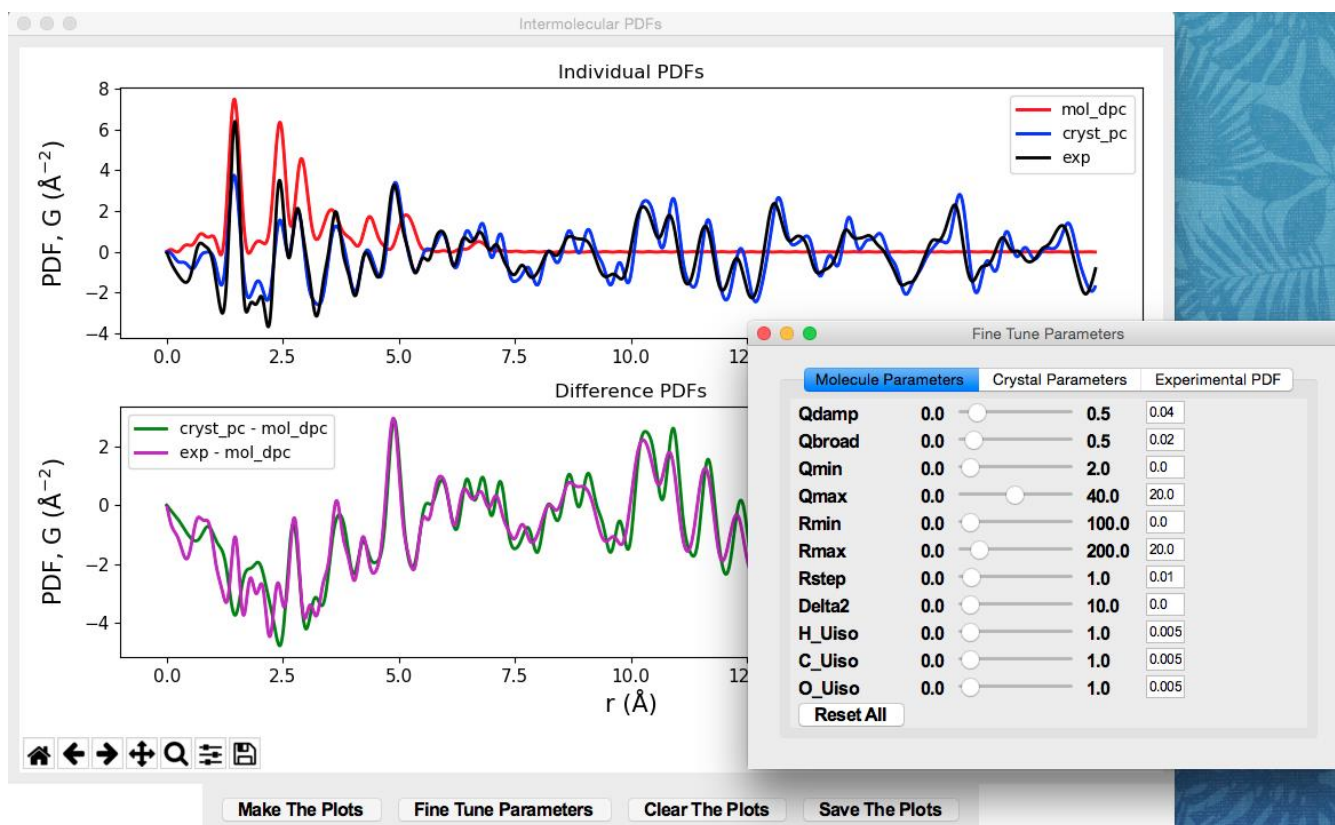 Intermolecular PDFs
Individual PDFs
PDF, G (Å⁻²)
8
6
4
2
0
−2
−4
mol_dpc
cryst_pc
exp
0.0 2.5 5.0 7.5 10.0 12
Difference PDFs
PDF, G (Å⁻²)
2
0
−2
−4
cryst_pc - mol_dpc
exp - mol_dpc
0.0 2.5 5.0 7.5 10.0 12
r (Å)
Fine Tune Parameters
Molecule Parameters Crystal Parameters Experimental PDF
Qdamp 0.0 0.5 0.04
Qbroad 0.0 0.5 0.02
Qmin 0.0 2.0 0.0
Qmax 0.0 40.0 20.0
Rmin 0.0 100.0 0.0
Rmax 0.0 200.0 20.0
Rstep 0.0 1.0 0.01
Delta2 0.0 10.0 0.0
H_Uiso 0.0 1.0 0.005
C_Uiso 0.0 1.0 0.005
O_Uiso 0.0 1.0 0.005
Reset All
Make The Plots Fine Tune Parameters Clear The Plots Save The Plots